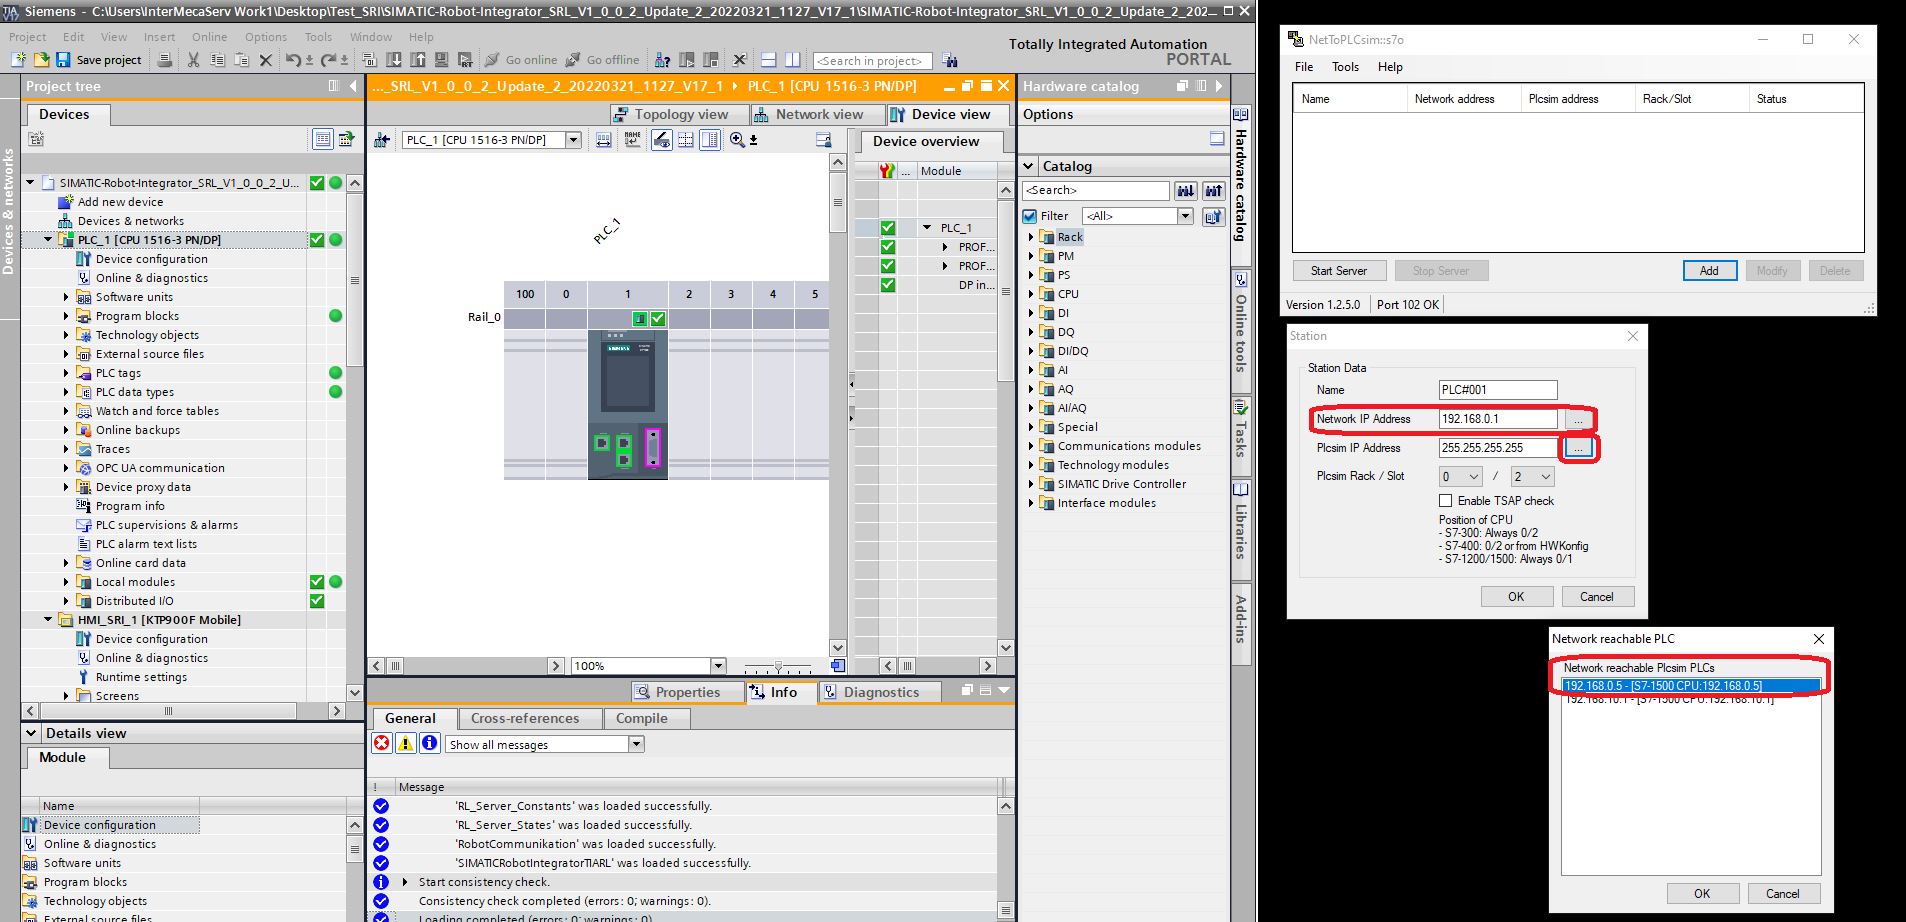 Siemens - C:\Users\InterMecaServ Work1\Desktop\Test_SRI\SIMATIC-Robot-Integrator_SRL_V1_0_0_2_Update_2_20220321_1127_V17_1\SIMATIC-Robot-Integrator_SRL_V1_0_0_2_Update_2_202...
Project Edit View Insert Online Options Tools Window Help
Totally Integrated Automation
PORTAL
Save project
Go online
Go offline
<Search in project>
Project tree
Devices
Devices & networks
SIMATIC-Robot-Integrator_SRL_V1_0_0_2_U...
Add new device
Devices & networks
PLC_1 [CPU 1516-3 PN/DP]
Device configuration
Online & diagnostics
Software units
Program blocks
Technology objects
External source files
PLC tags
PLC data types
Watch and force tables
Online backups
Traces
OPC UA communication
Device proxy data
Program info
PLC supervisions & alarms
PLC alarm text lists
Online card data
Local modules
Distributed I/O
HMI_SRI_1 [KTP900F Mobile]
Device configuration
Online & diagnostics
Runtime settings
Screens
Details view
Module
Name
Device configuration
Online & diagnostics
Software units
Program blocks
Technology objects
External source files
..._SRL_V1_0_0_2_Update_2_20220321_1127_V17_1 PLC_1 [CPU 1516-3 PN/DP]
Topology view
Network view
Device view
PLC_1 [CPU 1516-3 PN/DP]
PLC_1
100 0 1 2 3 4 5
Rail_0
SIEMENS
100%
Device overview
... Module
PLC_1
PROF...
PROF...
DP in...
Properties
Info
Diagnostics
General
Cross-references
Compile
Show all messages
! Message
'RL_Server_Constants' was loaded successfully.
'RL_Server_States' was loaded successfully.
'RobotCommunikation' was loaded successfully.
'SIMATICRobotIntegratorTIARL' was loaded successfully.
Start consistency check.
Consistency check completed (errors: 0; warnings: 0).
Loading completed (errors: 0; warnings: 0).
Hardware catalog
Options
Catalog
<Search>
Filter
<All>
Rack
PM
PS
CPU
DI
DQ
DI/DQ
AI
AQ
AI/AQ
Special
Communications modules
Technology modules
SIMATIC Drive Controller
Interface modules
Hardware catalog
Online tools
Tasks
Libraries
Add-ins
NetToPLCsim::s7o
File Tools Help
Name Network address Plcsim address Rack/Slot Status
Start Server
Stop Server
Add
Modify
Delete
Version 1.2.5.0 Port 102 OK
Station
Station Data
Name PLC#001
Network IP Address 192.168.0.1 ...
Plcsim IP Address 255.255.255.255 ...
Plcsim Rack / Slot 0 / 2
Enable TSAP check
Position of CPU
- S7-300: Always 0/2
- S7-400: 0/2 or from HWKonfig
- S7-1200/1500: Always 0/1
OK Cancel
Network reachable PLC
Network reachable Plcsim PLCs
192.168.0.5 - [S7-1500 CPU:192.168.0.5]
192.168.10.1 - [S7-1500 CPU:192.168.10.1]
OK Cancel